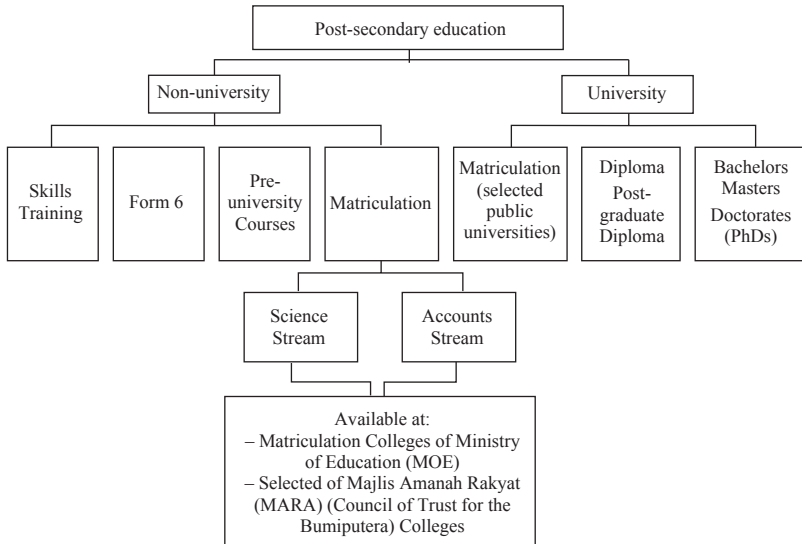 Post-secondary education
Non-university
University
Skills
Training
Form 6
Pre-
university
Courses
Matriculation
Matriculation
(selected
public
universities)
Diploma
Post-
graduate
Diploma
Bachelors
Masters
Doctorates
(PhDs)
Science
Stream
Accounts
Stream
Available at:
– Matriculation Colleges of Ministry
of Education (MOE)
– Selected of Majlis Amanah Rakyat
(MARA) (Council of Trust for the
Bumiputera) Colleges